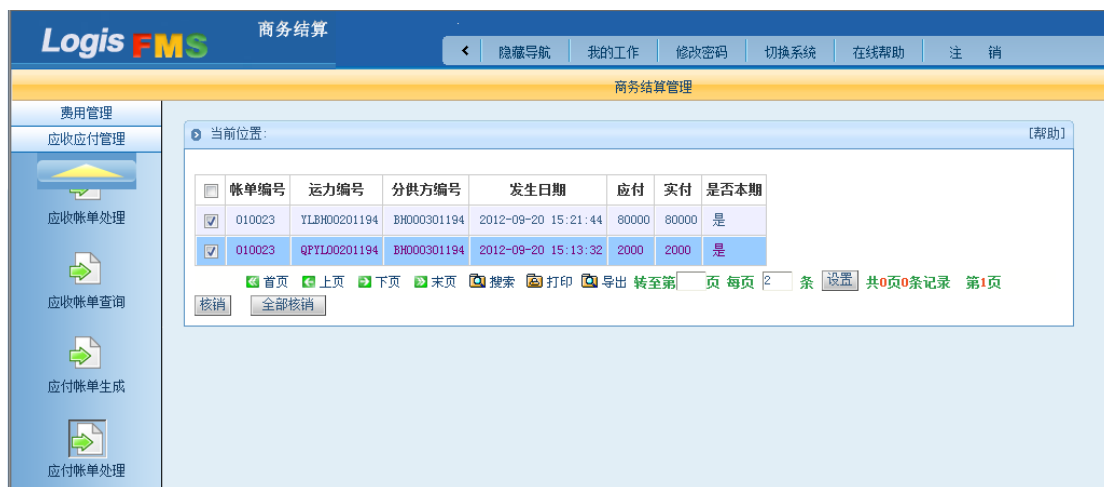 Logis FMS 商务结算
隐藏导航 我的工作 修改密码 切换系统 在线帮助 注 销
商务结算管理
费用管理
应收应付管理
应收帐单处理
应收帐单查询
应付帐单生成
应付帐单处理
当前位置: [帮助]
帐单编号 运力编号 分供方编号 发生日期 应付 实付 是否本期
010023 YLBH00201194 BH000301194 2012-09-20 15:21:44 80000 80000 是
010023 QPYL00201194 BH000301194 2012-09-20 15:13:32 2000 2000 是
首页 上页 下页 末页 搜索 打印 导出 转至第 页 每页 2 条 设置 共0页0条记录 第1页
核销 全部核销